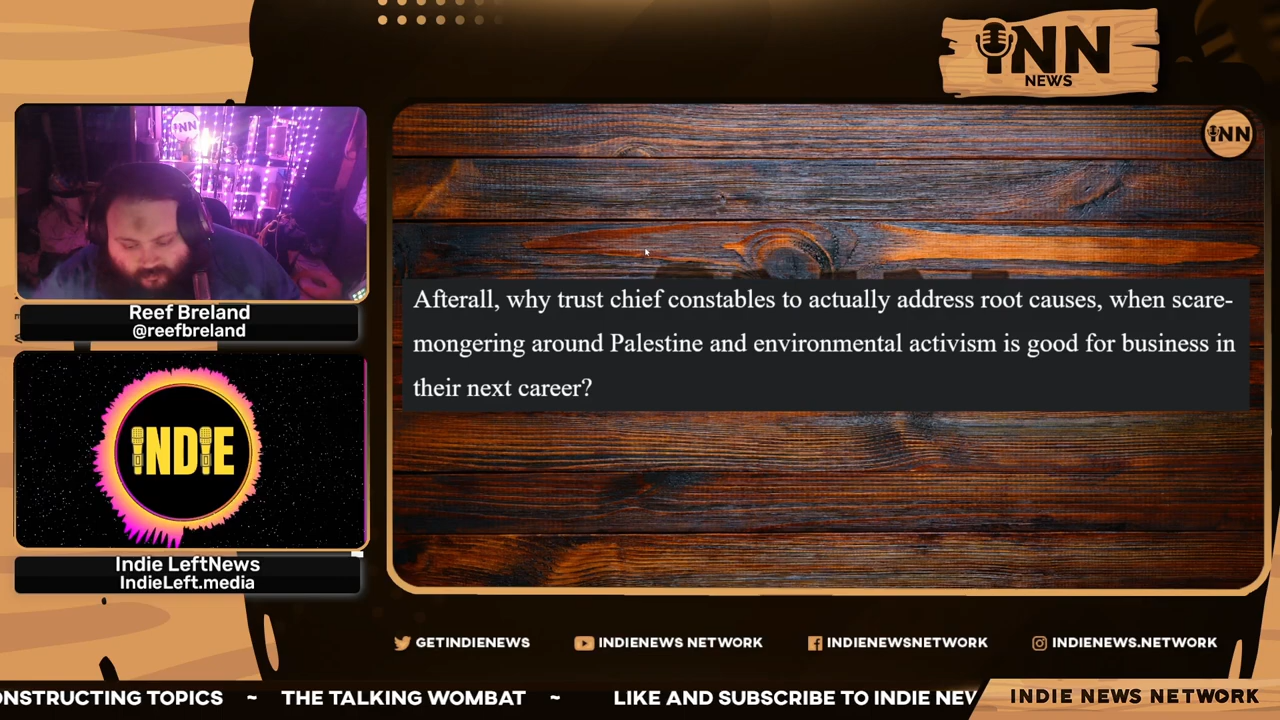 INN
NEWS
INN
INN
Reef Breland
@reefbreland
Afterall, why trust chief constables to actually address root causes, when scare-
mongering around Palestine and environmental activism is good for business in
their next career?
INDIE
Indie LeftNews
IndieLeft.media
GETINDIENEWS
INDIENEWS NETWORK
INDIENEWSNETWORK
INDIENEWS.NETWORK
ONSTRUCTING TOPICS ~ THE TALKING WOMBAT ~ LIKE AND SUBSCRIBE TO INDIE NEW
INDIE NEWS NETWORK